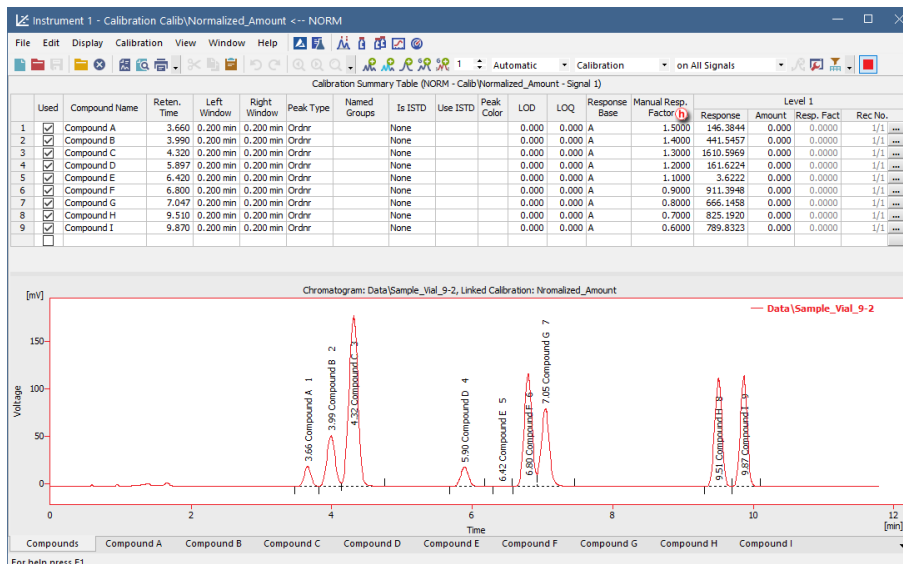 Instrument 1 - Calibration Calib\Normalized_Amount <-- NORM
File Edit Display Calibration View Window Help
1 Automatic Calibration on All Signals
Calibration Summary Table (NORM - Calib\Normalized_Amount - Signal 1)
Used Compound Name Reten. Time Left Window Right Window Peak Type Named Groups Is ISTD Use ISTD Peak Color LOD LOQ Response Base Manual Resp. Factor h Level 1
Response Amount Resp. Fact Rec No.
1 Compound A 3.660 0.200 min 0.200 min Ordnr None 0.000 0.000 A 1.5000 146.3844 0.000 0.0000 1/1 ...
2 Compound B 3.990 0.200 min 0.200 min Ordnr None 0.000 0.000 A 1.4000 441.5457 0.000 0.0000 1/1 ...
3 Compound C 4.320 0.200 min 0.200 min Ordnr None 0.000 0.000 A 1.3000 1610.5969 0.000 0.0000 1/1 ...
4 Compound D 5.897 0.200 min 0.200 min Ordnr None 0.000 0.000 A 1.2000 161.6224 0.000 0.0000 1/1 ...
5 Compound E 6.420 0.200 min 0.200 min Ordnr None 0.000 0.000 A 1.1000 3.6222 0.000 0.0000 1/1 ...
6 Compound F 6.800 0.200 min 0.200 min Ordnr None 0.000 0.000 A 0.9000 911.3948 0.000 0.0000 1/1 ...
7 Compound G 7.047 0.200 min 0.200 min Ordnr None 0.000 0.000 A 0.8000 666.1458 0.000 0.0000 1/1 ...
8 Compound H 9.510 0.200 min 0.200 min Ordnr None 0.000 0.000 A 0.7000 825.1920 0.000 0.0000 1/1 ...
9 Compound I 9.870 0.200 min 0.200 min Ordnr None 0.000 0.000 A 0.6000 789.8323 0.000 0.0000 1/1 ...
Chromatogram: Data\Sample_Vial_9-2, Linked Calibration: Nromalized_Amount
[mV]
Data\Sample_Vial_9-2
150
100
50
0
Voltage
3.66 Compound A 1
3.99 Compound B 2
4.32 Compound C 3
5.90 Compound D 4
6.42 Compound E 5
6.80 Compound F 6
7.05 Compound G 7
9.51 Compound H 8
9.87 Compound I 9
0 2 4 6 8 10 12
Time
[min]
Compounds Compound A Compound B Compound C Compound D Compound E Compound F Compound G Compound H Compound I
For help press F1